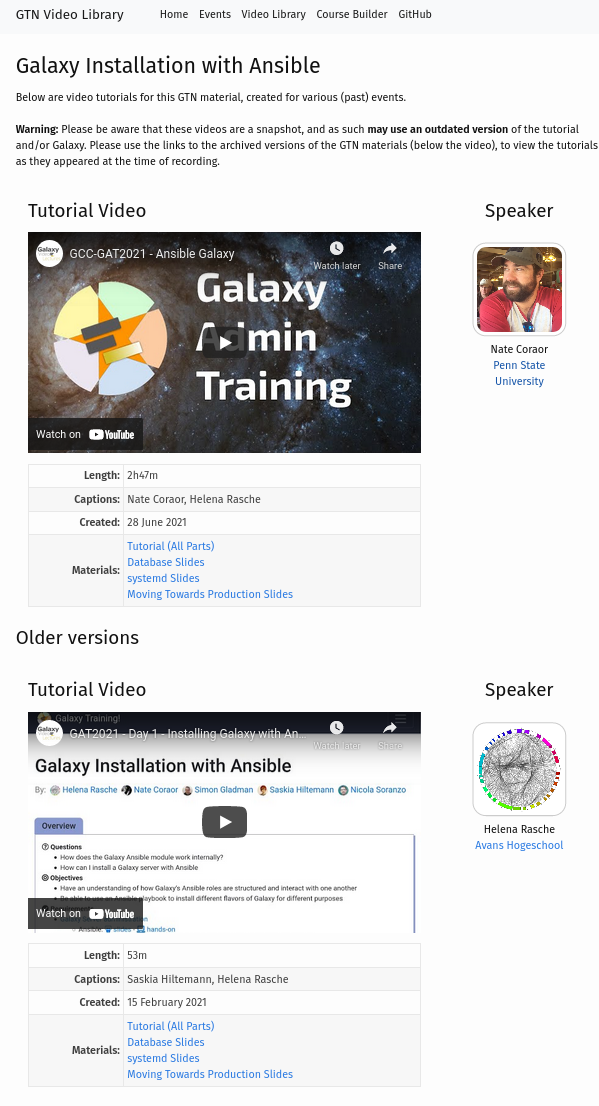 GTN Video Library Home Events Video Library Course Builder GitHub
Galaxy Installation with Ansible
Below are video tutorials for this GTN material, created for various (past) events.
Warning: Please be aware that these videos are a snapshot, and as such may use an outdated version of the tutorial
and/or Galaxy. Please use the links to the archived versions of the GTN materials (below the video), to view the tutorials
as they appeared at the time of recording.
Tutorial Video
Galaxy
GCC-GAT2021 - Ansible Galaxy
Watch later Share
Galaxy
Admin
Training
Watch on YouTube
Speaker
Nate Coraor
Penn State
University
Length: 2h47m
Captions: Nate Coraor, Helena Rasche
Created: 28 June 2021
Materials: Tutorial (All Parts)
Database Slides
systemd Slides
Moving Towards Production Slides
Older versions
Tutorial Video
Galaxy Training!
Galaxy
GAT2021 - Day 1 - Installing Galaxy with An...
Watch later Share
Galaxy Installation with Ansible
By: Helena Rasche Nate Coraor Simon Gladman Saskia Hiltemann Nicola Soranzo
Overview
Questions
How does the Galaxy Ansible module work internally?
How can I install a Galaxy server with Ansible
Objectives
Have an understanding of how Galaxy's Ansible roles are structured and interact with one another
Be able to use an Ansible playbook to install different flavors of Galaxy for different purposes
Ansible: slides - hands-on
Watch on YouTube
Speaker
Helena Rasche
Avans Hogeschool
Length: 53m
Captions: Saskia Hiltemann, Helena Rasche
Created: 15 February 2021
Materials: Tutorial (All Parts)
Database Slides
systemd Slides
Moving Towards Production Slides